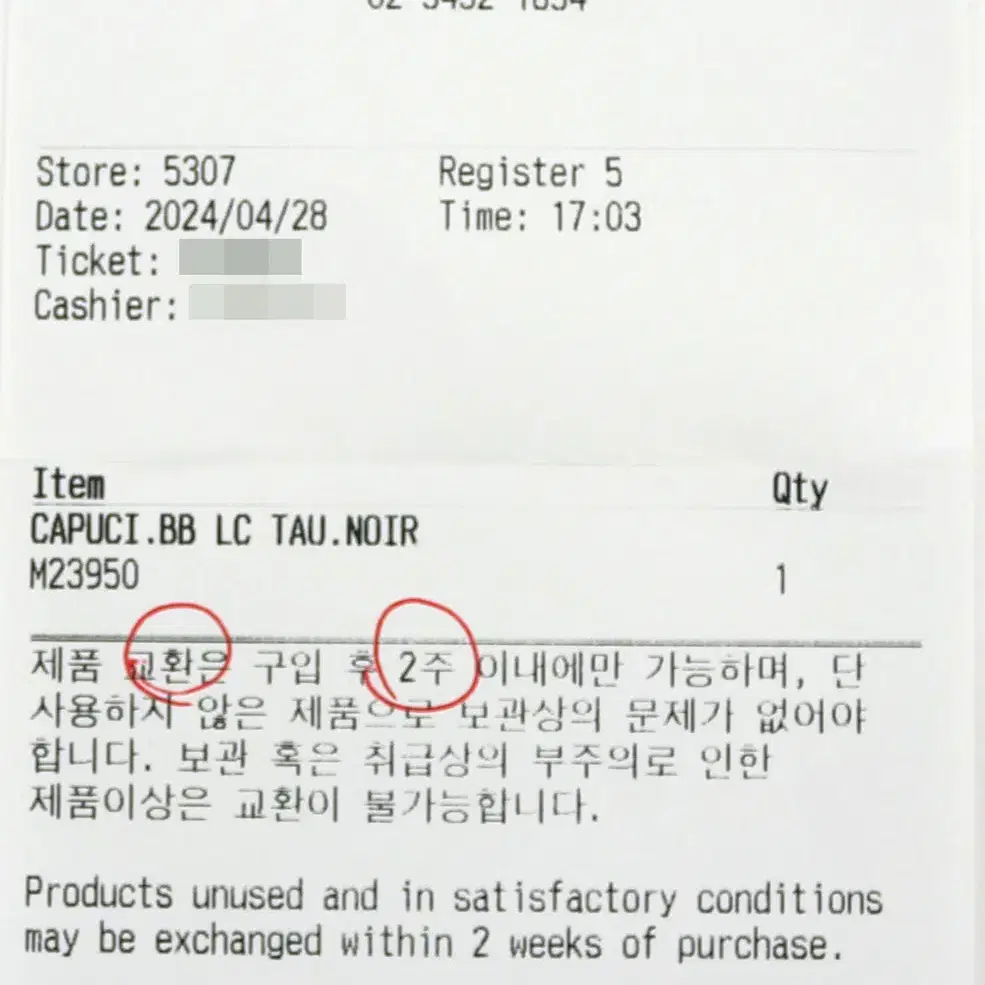 Store: 5307 Register 5
Date: 2024/04/28 Time: 17:03
Ticket:
Cashier:
Item Qty
CAPUCI.BB LC TAU.NOIR
M23950 1
제품 교환은 구입 후 2주 이내에만 가능하며, 단
사용하지 않은 제품으로 보관상의 문제가 없어야
합니다. 보관 혹은 취급상의 부주의로 인한
제품이상은 교환이 불가능합니다.
Products unused and in satisfactory conditions
may be exchanged within 2 weeks of purchase.